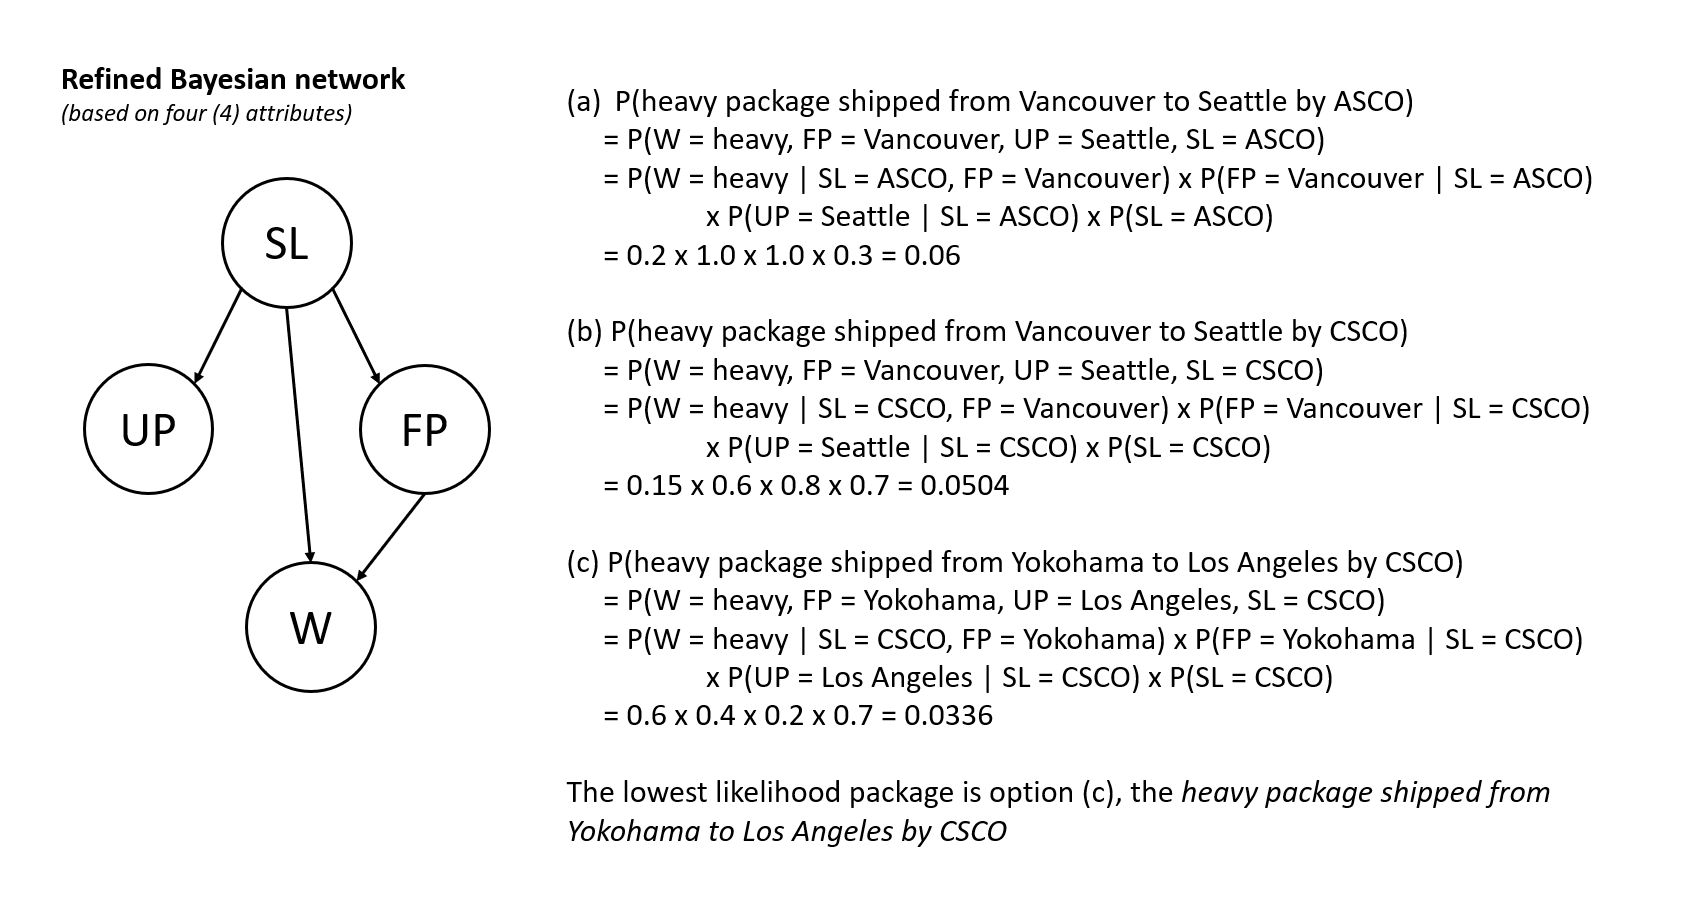 Refined Bayesian network
(based on four (4) attributes)
SL
UP
FP
W
(a) P(heavy package shipped from Vancouver to Seattle by ASCO)
= P(W = heavy, FP = Vancouver, UP = Seattle, SL = ASCO)
= P(W = heavy | SL = ASCO, FP = Vancouver) x P(FP = Vancouver | SL = ASCO)
x P(UP = Seattle | SL = ASCO) x P(SL = ASCO)
= 0.2 x 1.0 x 1.0 x 0.3 = 0.06
(b) P(heavy package shipped from Vancouver to Seattle by CSCO)
= P(W = heavy, FP = Vancouver, UP = Seattle, SL = CSCO)
= P(W = heavy | SL = CSCO, FP = Vancouver) x P(FP = Vancouver | SL = CSCO)
x P(UP = Seattle | SL = CSCO) x P(SL = CSCO)
= 0.15 x 0.6 x 0.8 x 0.7 = 0.0504
(c) P(heavy package shipped from Yokohama to Los Angeles by CSCO)
= P(W = heavy, FP = Yokohama, UP = Los Angeles, SL = CSCO)
= P(W = heavy | SL = CSCO, FP = Yokohama) x P(FP = Yokohama | SL = CSCO)
x P(UP = Los Angeles | SL = CSCO) x P(SL = CSCO)
= 0.6 x 0.4 x 0.2 x 0.7 = 0.0336
The lowest likelihood package is option (c), the heavy package shipped from
Yokohama to Los Angeles by CSCO